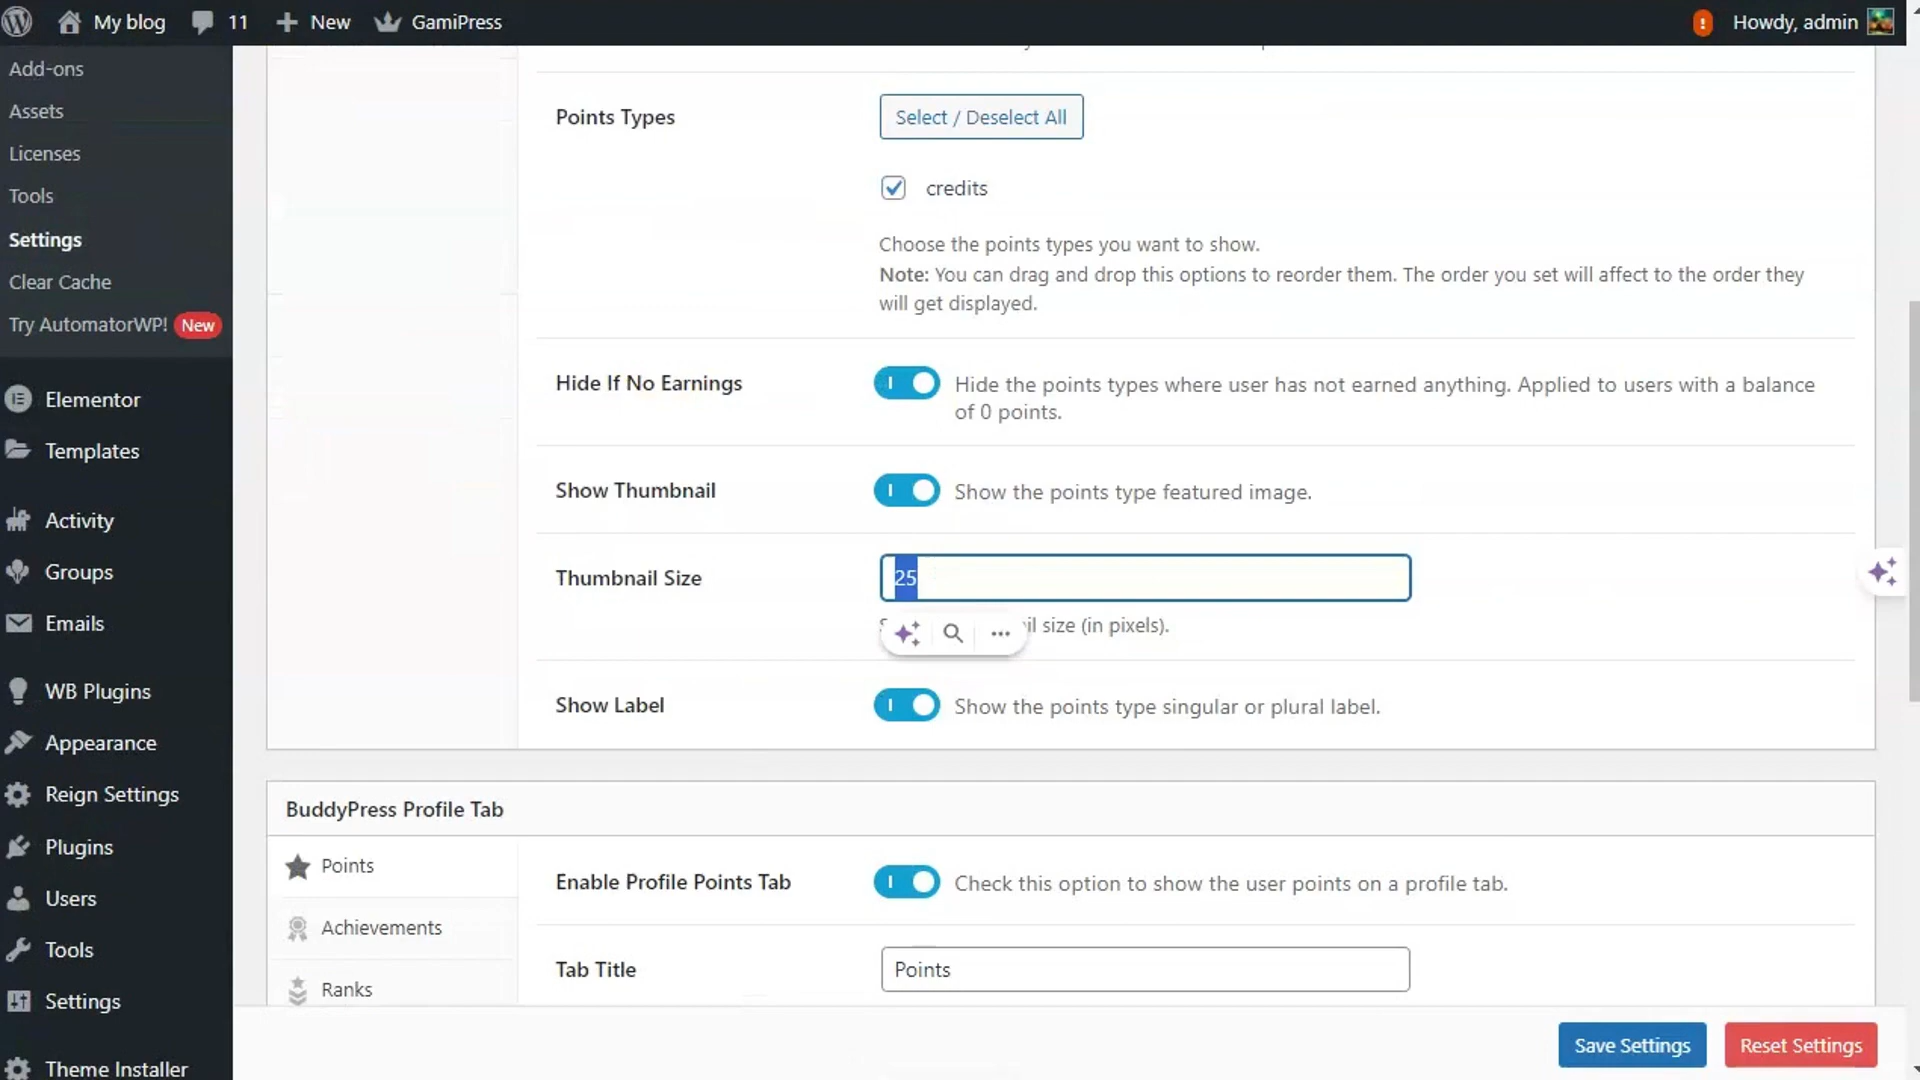 My blog
11
New
GamiPress
Howdy, admin
Add-ons
Assets
Licenses
Tools
Settings
Clear Cache
Try AutomatorWP! New
Elementor
Templates
Activity
Groups
Emails
WB Plugins
Appearance
Reign Settings
Plugins
Users
Tools
Settings
Theme Installer
Points Types
Select / Deselect All
credits
Choose the points types you want to show.
Note: You can drag and drop this options to reorder them. The order you set will affect to the order they
will get displayed.
Hide If No Earnings
Hide the points types where user has not earned anything. Applied to users with a balance
of 0 points.
Show Thumbnail
Show the points type featured image.
Thumbnail Size
25
size (in pixels).
Show Label
Show the points type singular or plural label.
BuddyPress Profile Tab
Points
Achievements
Ranks
Enable Profile Points Tab
Check this option to show the user points on a profile tab.
Tab Title
Points
Save Settings
Reset Settings